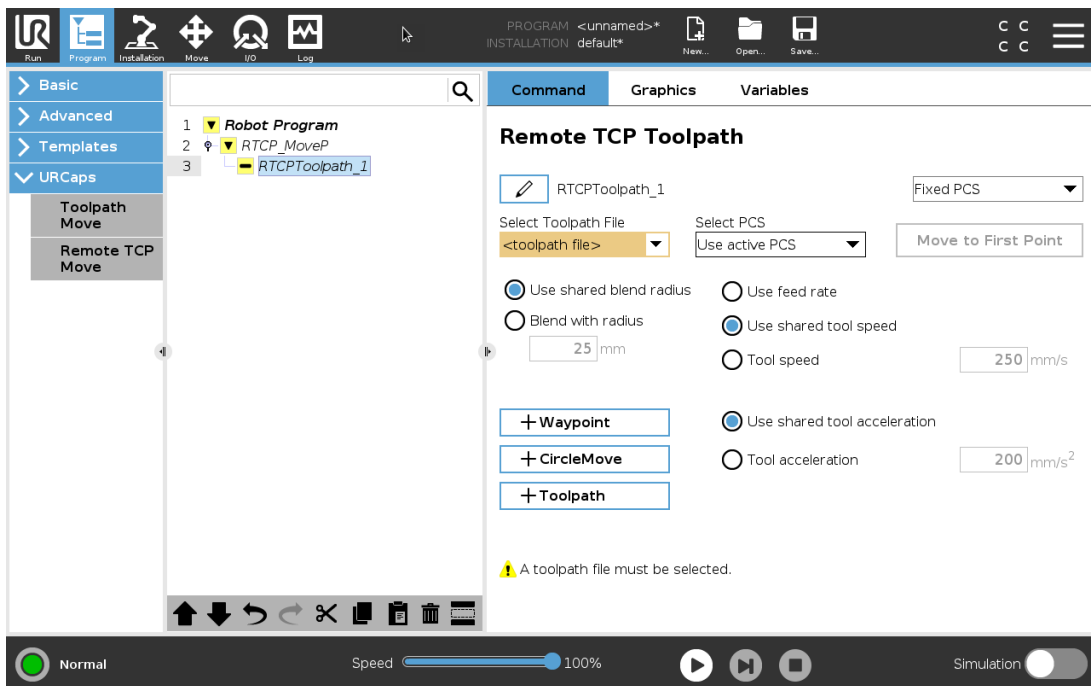 UR
Run
Program
Installation
Move
I/O
Log
PROGRAM <unnamed>*
INSTALLATION default*
New...
Open...
Save...
C C
C C
Basic
Advanced
Templates
URCaps
Toolpath
Move
Remote TCP
Move
1 Robot Program
2 RTCP_MoveP
3 RTCPToolpath_1
Command Graphics Variables
Remote TCP Toolpath
RTCPToolpath_1 Fixed PCS
Select Toolpath File Select PCS
<toolpath file> Use active PCS Move to First Point
Use shared blend radius Use feed rate
Blend with radius Use shared tool speed
25 mm Tool speed 250 mm/s
+Waypoint Use shared tool acceleration
+CircleMove Tool acceleration 200 mm/s²
+Toolpath
A toolpath file must be selected.
Normal Speed 100% Simulation